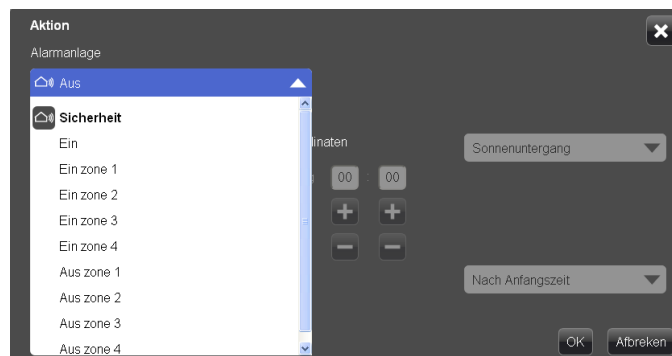 Aktion
Alarmanlage
Aus
Sicherheit
Ein
Ein zone 1
Ein zone 2
Ein zone 3
Ein zone 4
Aus zone 1
Aus zone 2
Aus zone 3
Aus zone 4
Sonnenuntergang
00 : 00
Nach Anfangszeit
OK
Afbreken